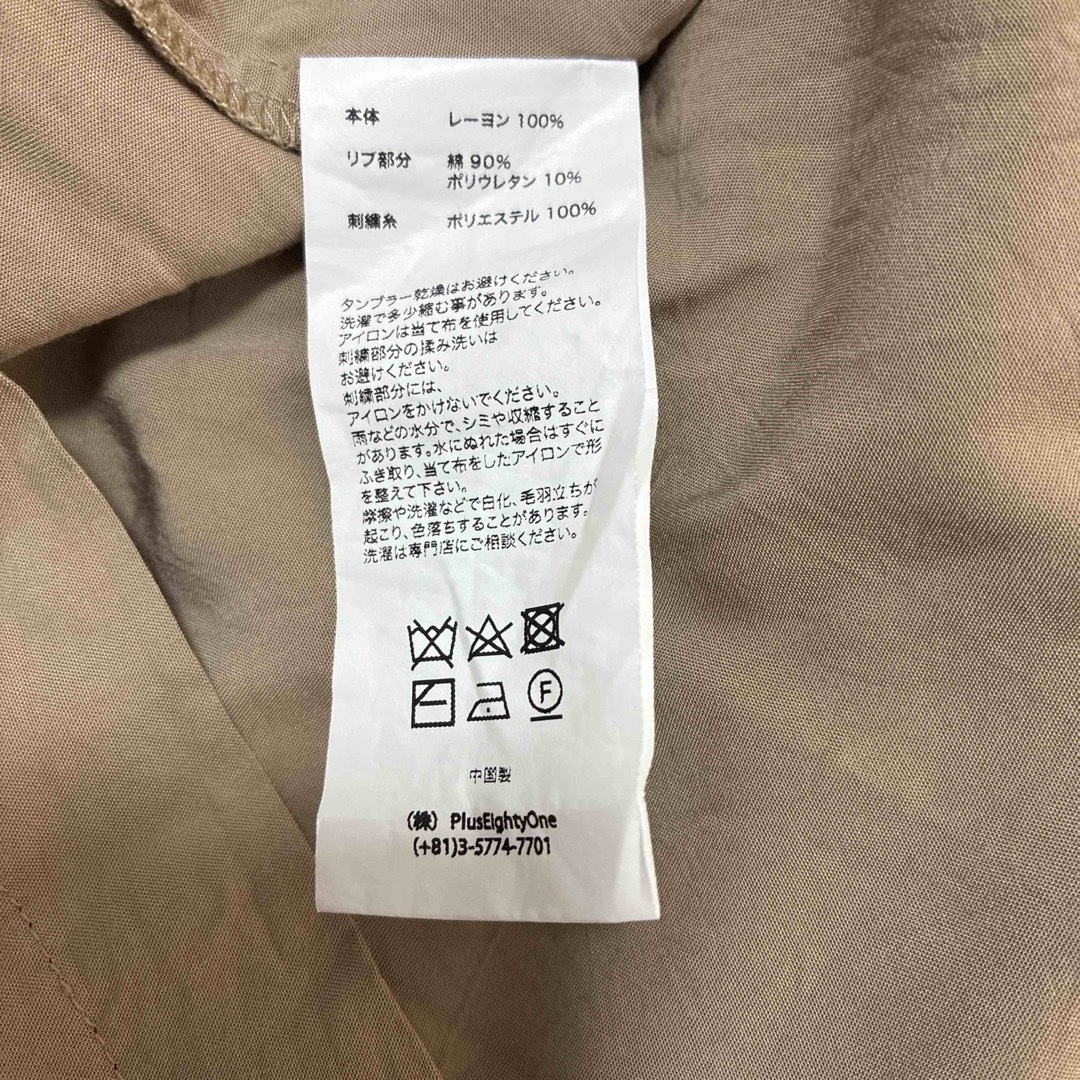 本体 レーヨン 100%
リブ部分 綿 90%
ポリウレタン 10%
刺繍糸 ポリエステル 100%
タンブラー乾燥はお避けください。
洗濯で多少縮む事があります。
アイロンは当て布を使用してください。
刺繍部分の揉み洗いは
お避けください。
刺繍部分には、
アイロンをかけないでください。
雨などの水分で、シミや収縮すること
があります。水にぬれた場合はすぐに
ふき取り、当て布をしたアイロンで形
を整えて下さい。
摩擦や洗濯などで白化、毛羽立ちが
起こり、色落ちすることがあります。
洗濯は専門店にご相談ください。
F
中国製
(株) PlusEightyOne
(+81)3-5774-7701